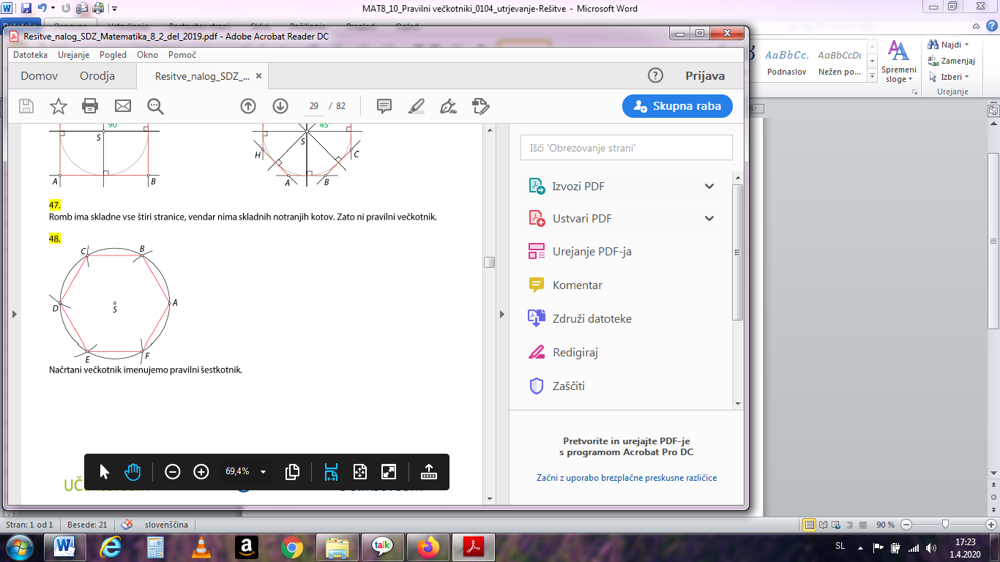 MAT8_10_Pravilni večkotniki_0104_utrjevanje-Rešitve - Microsoft Word
Resitve_nalog_SDZ_Matematika_8_2_del_2019.pdf - Adobe Acrobat Reader DC
Datoteka Urejanje Pogled Okno Pomoč
Domov Orodja Resitve_nalog_SDZ_... × Prijava
29 / 82
Skupna raba
AaBbCc. AaBbCcDc
Podnaslov Nežen po...
Spremeni sloge
Najdi
Zamenjaj
Izberi
Urejanje
90
S
A B
45°
S
H C
A B
47.
Romb ima skladne vse štiri stranice, vendar nima skladnih notranjih kotov. Zato ni pravilni večkotnik.
48.
C B
D S A
E F
Načrtani večkotnik imenujemo pravilni šestkotnik.
69,4%
Išči 'Obrezovanje strani'
Izvozi PDF
Ustvari PDF
Urejanje PDF-ja
Komentar
Združi datoteke
Redigiraj
Zaščiti
Pretvorite in urejajte PDF-je
s programom Acrobat Pro DC
Začni z uporabo brezplačne preskusne različice
Stran: 1 od 1 Besede: 21 slovenščina 90 %
talk
SL 17:23
1.4.2020